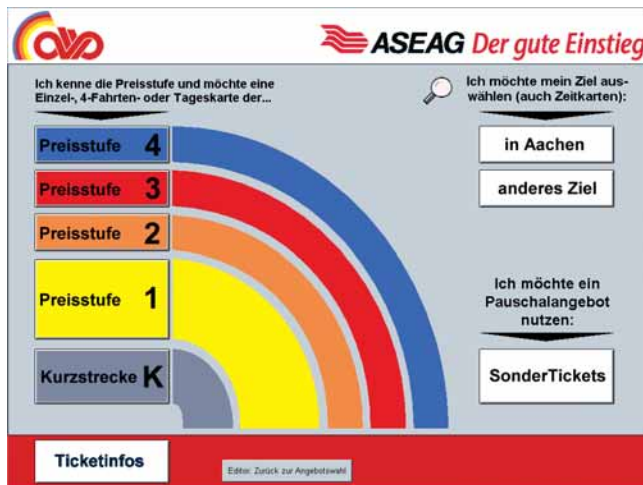 avv
ASEAG Der gute Einstieg
Ich kenne die Preisstufe und möchte eine
Einzel-, 4-Fahrten- oder Tageskarte der...
Preisstufe 4
Preisstufe 3
Preisstufe 2
Preisstufe 1
Kurzstrecke K
Ich möchte mein Ziel aus-
wählen (auch Zeitkarten):
in Aachen
anderes Ziel
Ich möchte ein
Pauschalangebot
nutzen:
SonderTickets
Ticketinfos
Editor: Zurück zur Angebotswahl